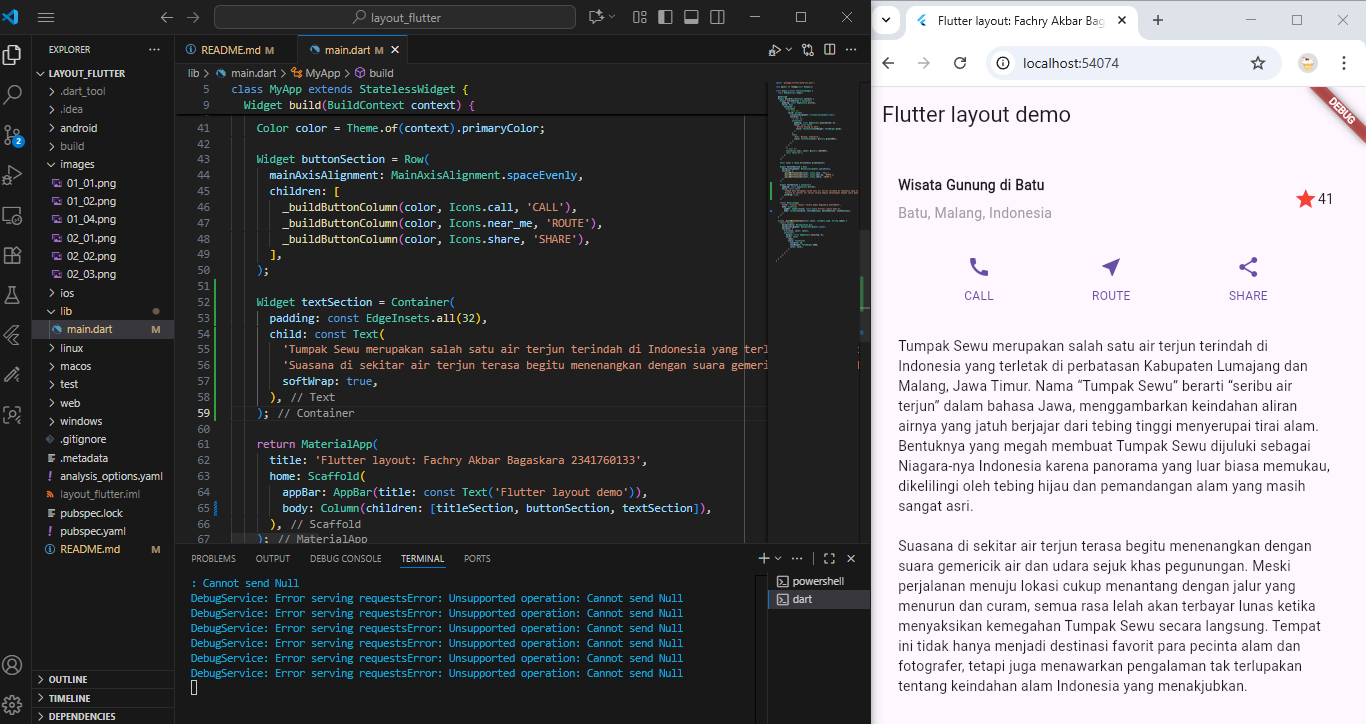 layout_flutter
EXPLORER
LAYOUT_FLUTTER
.dart_tool
.idea
android
build
images
01_01.png
01_02.png
01_04.png
02_01.png
02_02.png
02_03.png
ios
lib
main.dart M
linux
macos
test
web
windows
.gitignore
.metadata
analysis_options.yaml
layout_flutter.iml
pubspec.lock
pubspec.yaml
README.md M
OUTLINE
TIMELINE
DEPENDENCIES
2
README.md M
main.dart M
lib > main.dart > MyApp > build
5 class MyApp extends StatelessWidget {
9 Widget build(BuildContext context) {
41 Color color = Theme.of(context).primaryColor;
42
43 Widget buttonSection = Row(
44 mainAxisAlignment: MainAxisAlignment.spaceEvenly,
45 children: [
46 _buildButtonColumn(color, Icons.call, 'CALL'),
47 _buildButtonColumn(color, Icons.near_me, 'ROUTE'),
48 _buildButtonColumn(color, Icons.share, 'SHARE'),
49 ],
50 );
51
52 Widget textSection = Container(
53 padding: const EdgeInsets.all(32),
54 child: const Text(
55 'Tumpak Sewu merupakan salah satu air terjun terindah di Indonesia yang terl
56 'Suasana di sekitar air terjun terasa begitu menenangkan dengan suara gemeri
57 softWrap: true,
58 ), // Text
59 ); // Container
60
61 return MaterialApp(
62 title: 'Flutter layout: Fachry Akbar Bagaskara 2341760133',
63 home: Scaffold(
64 appBar: AppBar(title: const Text('Flutter layout demo')),
65 body: Column(children: [titleSection, buttonSection, textSection]),
66 ), // Scaffold
67 ); // MaterialApp
PROBLEMS OUTPUT DEBUG CONSOLE TERMINAL PORTS
: Cannot send Null
DebugService: Error serving requestsError: Unsupported operation: Cannot send Null
DebugService: Error serving requestsError: Unsupported operation: Cannot send Null
DebugService: Error serving requestsError: Unsupported operation: Cannot send Null
DebugService: Error serving requestsError: Unsupported operation: Cannot send Null
DebugService: Error serving requestsError: Unsupported operation: Cannot send Null
DebugService: Error serving requestsError: Unsupported operation: Cannot send Null
powershell
dart
Flutter layout: Fachry Akbar Bag
localhost:54074
DEBUG
Flutter layout demo
Wisata Gunung di Batu
Batu, Malang, Indonesia
41
CALL ROUTE SHARE
Tumpak Sewu merupakan salah satu air terjun terindah di
Indonesia yang terletak di perbatasan Kabupaten Lumajang dan
Malang, Jawa Timur. Nama “Tumpak Sewu” berarti “seribu air
terjun” dalam bahasa Jawa, menggambarkan keindahan aliran
airnya yang jatuh berjajar dari tebing tinggi menyerupai tirai alam.
Bentuknya yang megah membuat Tumpak Sewu dijuluki sebagai
Niagara-nya Indonesia karena panorama yang luar biasa memukau,
dikelilingi oleh tebing hijau dan pemandangan alam yang masih
sangat asri.
Suasana di sekitar air terjun terasa begitu menenangkan dengan
suara gemericik air dan udara sejuk khas pegunungan. Meski
perjalanan menuju lokasi cukup menantang dengan jalur yang
menurun dan curam, semua rasa lelah akan terbayar lunas ketika
menyaksikan kemegahan Tumpak Sewu secara langsung. Tempat
ini tidak hanya menjadi destinasi favorit para pecinta alam dan
fotografer, tetapi juga menawarkan pengalaman tak terlupakan
tentang keindahan alam Indonesia yang menakjubkan.